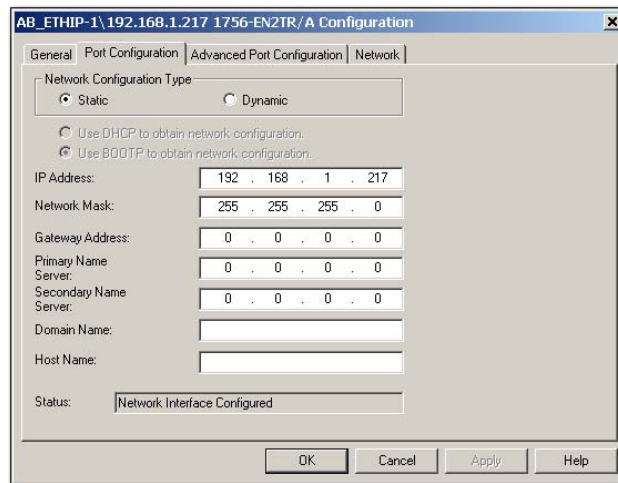 AB_ETHIP-1\192.168.1.217 1756-EN2TR/A Configuration
General Port Configuration Advanced Port Configuration Network
Network Configuration Type
Static Dynamic
Use DHCP to obtain network configuration.
Use BOOTP to obtain network configuration.
IP Address: 192 . 168 . 1 . 217
Network Mask: 255 . 255 . 255 . 0
Gateway Address: 0 . 0 . 0 . 0
Primary Name
Server: 0 . 0 . 0 . 0
Secondary Name
Server: 0 . 0 . 0 . 0
Domain Name:
Host Name:
Status: Network Interface Configured
OK Cancel Apply Help